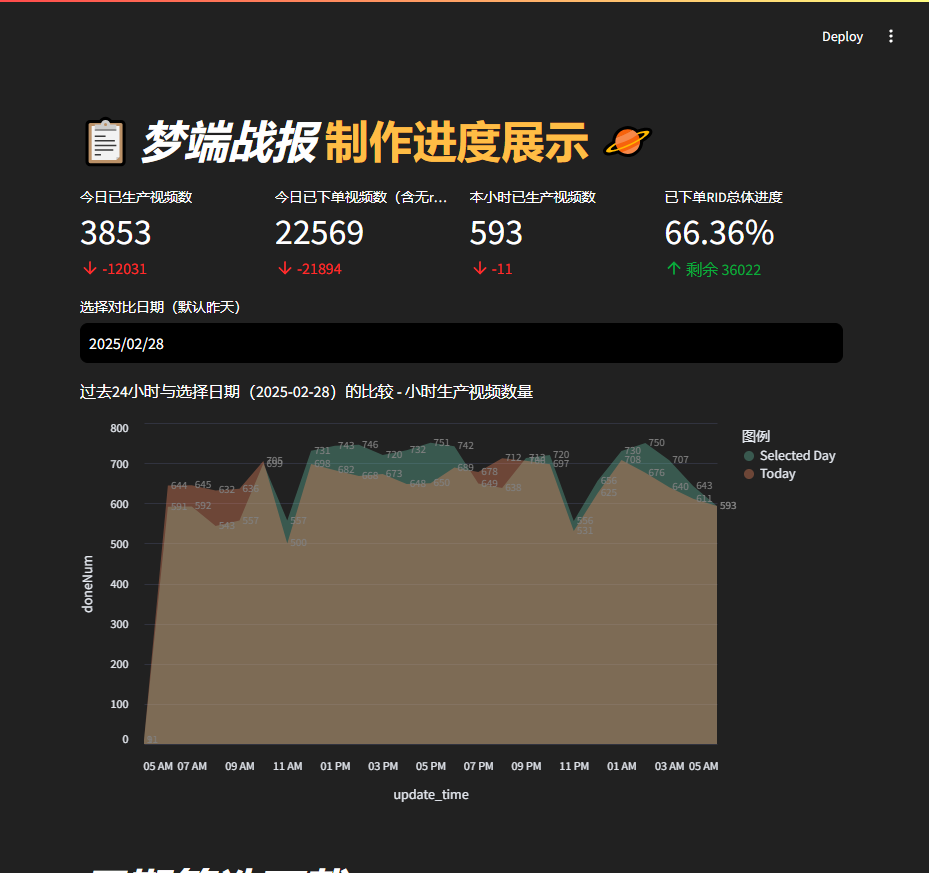 Deploy
梦端战报 制作进度展示
今日已生产视频数
3853
-12031
今日已下单视频数（含无r...
22569
-21894
本小时已生产视频数
593
-11
已下单RID总体进度
66.36%
剩余 36022
选择对比日期（默认昨天）
2025/02/28
过去24小时与选择日期（2025-02-28）的比较 - 小时生产视频数量
图例
Selected Day
Today
doneNum
800
700
600
500
400
300
200
100
0
644 645 632 636 705 699
591 592 543 557
557 500
731 743 746 720 732 751 742
698 682 668 673 648 650 689
678 649 712 638 713 706 720 697
556 531 656 625 730 708
750 676 707 640 643 611 593
05 AM 07 AM 09 AM 11 AM 01 PM 03 PM 05 PM 07 PM 09 PM 11 PM 01 AM 03 AM 05 AM
update_time